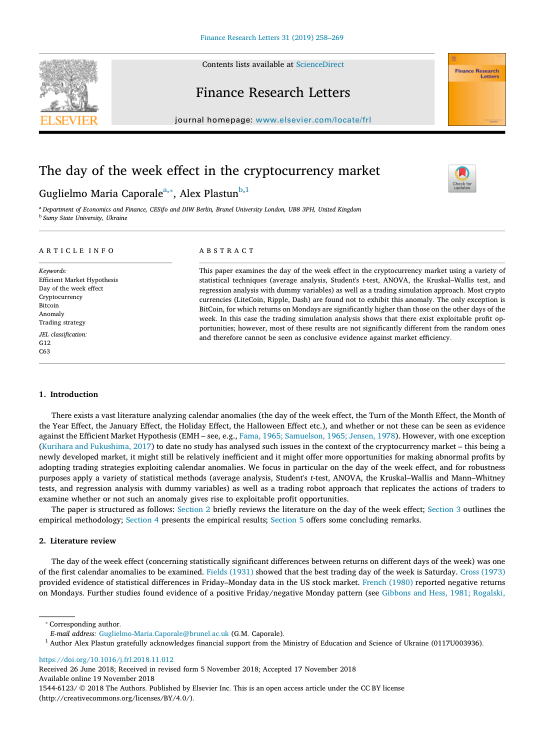 Finance Research Letters 31 (2019) 258–269
Contents lists available at ScienceDirect
Finance Research Letters
journal homepage: www.elsevier.com/locate/frl
ELSEVIER
Finance Research Letters
The day of the week effect in the cryptocurrency market
Check for updates
Guglielmo Maria Caporale a,⁎, Alex Plastun b,1
a Department of Economics and Finance, CESifo and DIW Berlin, Brunel University London, UB8 3PH, United Kingdom
b Sumy State University, Ukraine
ARTICLE INFO
Keywords:
Efficient Market Hypothesis
Day of the week effect
Cryptocurrency
Bitcoin
Anomaly
Trading strategy
JEL classification:
G12
C63
ABSTRACT
This paper examines the day of the week effect in the cryptocurrency market using a variety of
statistical techniques (average analysis, Student's t-test, ANOVA, the Kruskal–Wallis test, and
regression analysis with dummy variables) as well as a trading simulation approach. Most crypto
currencies (LiteCoin, Ripple, Dash) are found not to exhibit this anomaly. The only exception is
BitCoin, for which returns on Mondays are significantly higher than those on the other days of the
week. In this case the trading simulation analysis shows that there exist exploitable profit op-
portunities; however, most of these results are not significantly different from the random ones
and therefore cannot be seen as conclusive evidence against market efficiency.
1. Introduction
There exists a vast literature analyzing calendar anomalies (the day of the week effect, the Turn of the Month Effect, the Month of
the Year Effect, the January Effect, the Holiday Effect, the Halloween Effect etc.), and whether or not these can be seen as evidence
against the Efficient Market Hypothesis (EMH – see, e.g., Fama, 1965; Samuelson, 1965; Jensen, 1978). However, with one exception
(Kurihara and Fukushima, 2017) to date no study has analysed such issues in the context of the cryptocurrency market – this being a
newly developed market, it might still be relatively inefficient and it might offer more opportunities for making abnormal profits by
adopting trading strategies exploiting calendar anomalies. We focus in particular on the day of the week effect, and for robustness
purposes apply a variety of statistical methods (average analysis, Student's t-test, ANOVA, the Kruskal–Wallis and Mann–Whitney
tests, and regression analysis with dummy variables) as well as a trading robot approach that replicates the actions of traders to
examine whether or not such an anomaly gives rise to exploitable profit opportunities.
The paper is structured as follows: Section 2 briefly reviews the literature on the day of the week effect; Section 3 outlines the
empirical methodology; Section 4 presents the empirical results; Section 5 offers some concluding remarks.
2. Literature review
The day of the week effect (concerning statistically significant differences between returns on different days of the week) was one
of the first calendar anomalies to be examined. Fields (1931) showed that the best trading day of the week is Saturday. Cross (1973)
provided evidence of statistical differences in Friday–Monday data in the US stock market. French (1980) reported negative returns
on Mondays. Further studies found evidence of a positive Friday/negative Monday pattern (see Gibbons and Hess, 1981; Rogalski,
⁎ Corresponding author.
E-mail address: Guglielmo-Maria.Caporale@brunel.ac.uk (G.M. Caporale).
1 Author Alex Plastun gratefully acknowledges financial support from the Ministry of Education and Science of Ukraine (0117U003936).
https://doi.org/10.1016/j.frl.2018.11.012
Received 26 June 2018; Received in revised form 5 November 2018; Accepted 17 November 2018
Available online 19 November 2018
1544-6123/ © 2018 The Authors. Published by Elsevier Inc. This is an open access article under the CC BY license
(http://creativecommons.org/licenses/BY/4.0/).